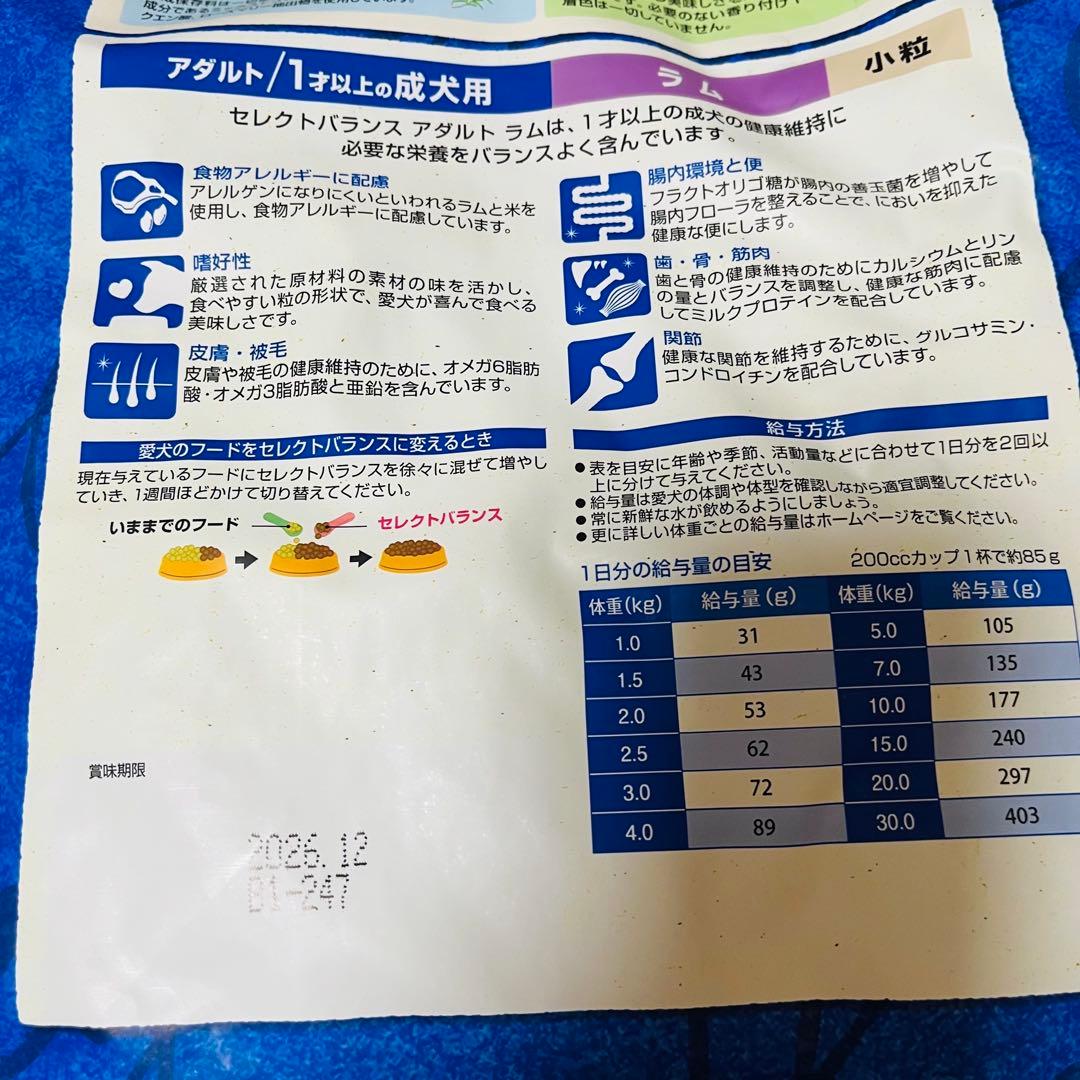 成分である
クエン酸
着色は一切していません。
アダルト/1才以上の成犬用
ラム
小粒
セレクトバランス アダルト ラムは、1才以上の成犬の健康維持に
必要な栄養をバランスよく含んでいます。
食物アレルギーに配慮
アレルゲンになりにくいといわれるラムと米を
使用し、食物アレルギーに配慮しています。
嗜好性
厳選された原材料の素材の味を活かし、
食べやすい粒の形状で、愛犬が喜んで食べる
美味しさです。
皮膚・被毛
皮膚や被毛の健康維持のために、オメガ6脂肪
酸・オメガ3脂肪酸と亜鉛を含んでいます。
腸内環境と便
フラクトオリゴ糖が腸内の善玉菌を増やして
腸内フローラを整えることで、においを抑えた
健康な便にします。
歯・骨・筋肉
歯と骨の健康維持のためにカルシウムとリン
の量とバランスを調整し、健康な筋肉に配慮
してミルクプロテインを配合しています。
関節
健康な関節を維持するために、グルコサミン・
コンドロイチンを配合しています。
愛犬のフードをセレクトバランスに変えるとき
現在与えているフードにセレクトバランスを徐々に混ぜて増やし
ていき、1週間ほどかけて切り替えてください。
いままでのフード
セレクトバランス
給与方法
●表を目安に年齢や季節、活動量などに合わせて1日分を2回以
上に分けて与えてください。
●給与量は愛犬の体調や体型を確認しながら適宜調整してください。
●常に新鮮な水が飲めるようにしましょう。
●更に詳しい体重ごとの給与量はホームページをご覧ください。
1日分の給与量の目安 200ccカップ1杯で約85g
体重(kg) 給与量(g) 体重(kg) 給与量(g)
1.0 31 5.0 105
1.5 43 7.0 135
2.0 53 10.0 177
2.5 62 15.0 240
3.0 72 20.0 297
4.0 89 30.0 403
賞味期限
2026.12
B1-247